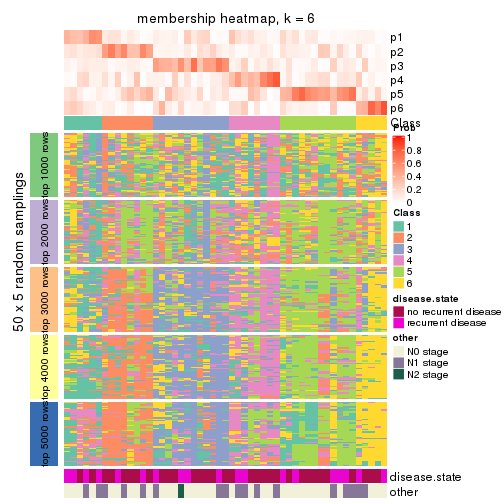 membership heatmap, k = 6
p1
p2
p3
p4
p5
p6
Class
Prob
1
0.8
0.6
0.4
0.2
0
Class
1
2
3
4
5
6
disease.state
no recurrent disease
recurrent disease
other
N0 stage
N1 stage
N2 stage
50 x 5 random samplings
top 1000 rows
top 2000 rows
top 3000 rows
top 4000 rows
top 5000 rows
disease.state
other